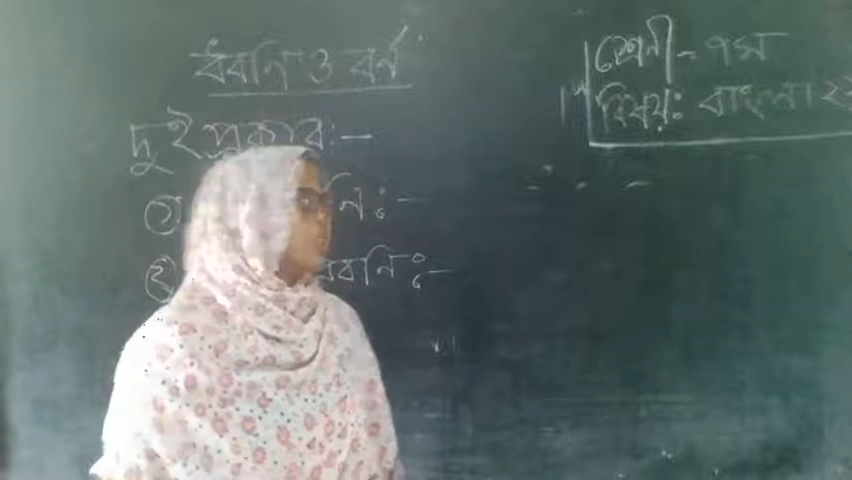 ধ্বনি ও বর্ন
শ্রেণী - ৭ম
বিষয়: বাংলা
দুই প্রকার: -
নি: -
বনি: -